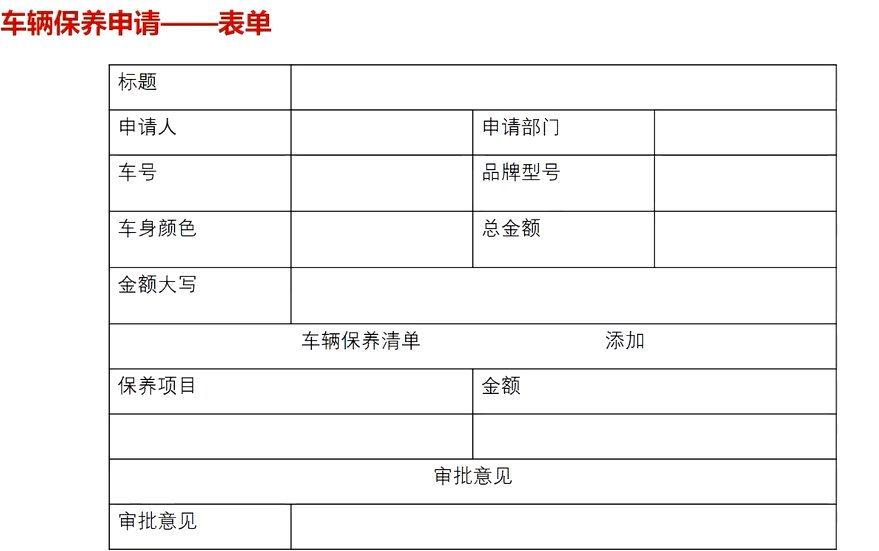 车辆保养申请——表单
标题
申请人 申请部门
车号 品牌型号
车身颜色 总金额
金额大写
车辆保养清单 添加
保养项目 金额
审批意见
审批意见